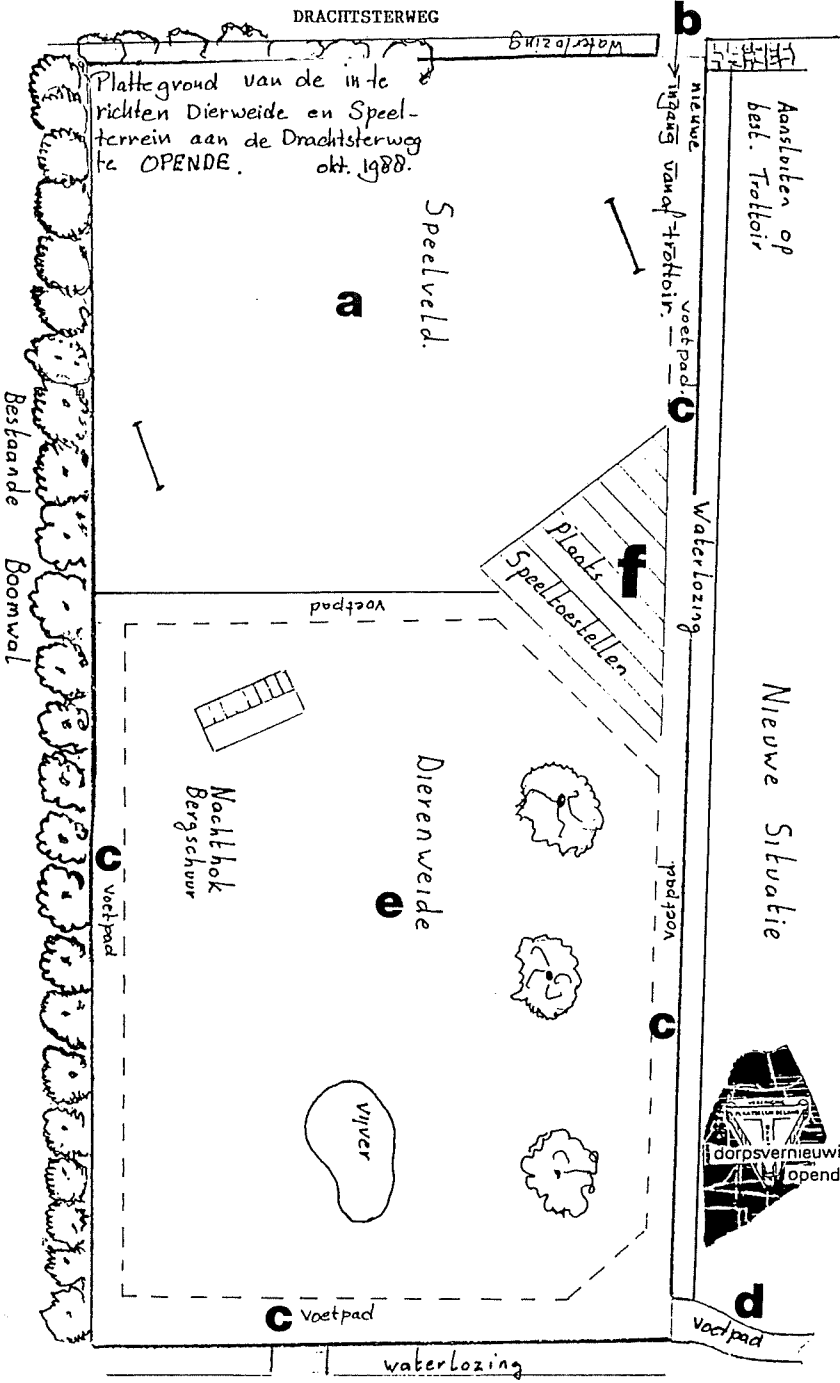 DRACHTSTERWEG
b
Waterlozing
Plattegrond van de in te
richten Dierweide en Speel-
terrein aan de Drachtsterweg
te OPENDE. okt. 1988.
nieuwe
ingang vanaf trottoir.
Aansluiten op
best. Trottoir
Speelveld.
a
voetpad.
c
Bestaande Boomwal
Waterlozing
f
Plaats
Speeltoestellen
voetpad
Nieuwe Situatie
Nachthok
Bergschuur
Dierenweide
e
c
voetpad
voetpad
c
Vijver
dorpsvernieuwi
opend
d
voetpad
c voetpad
waterlozing